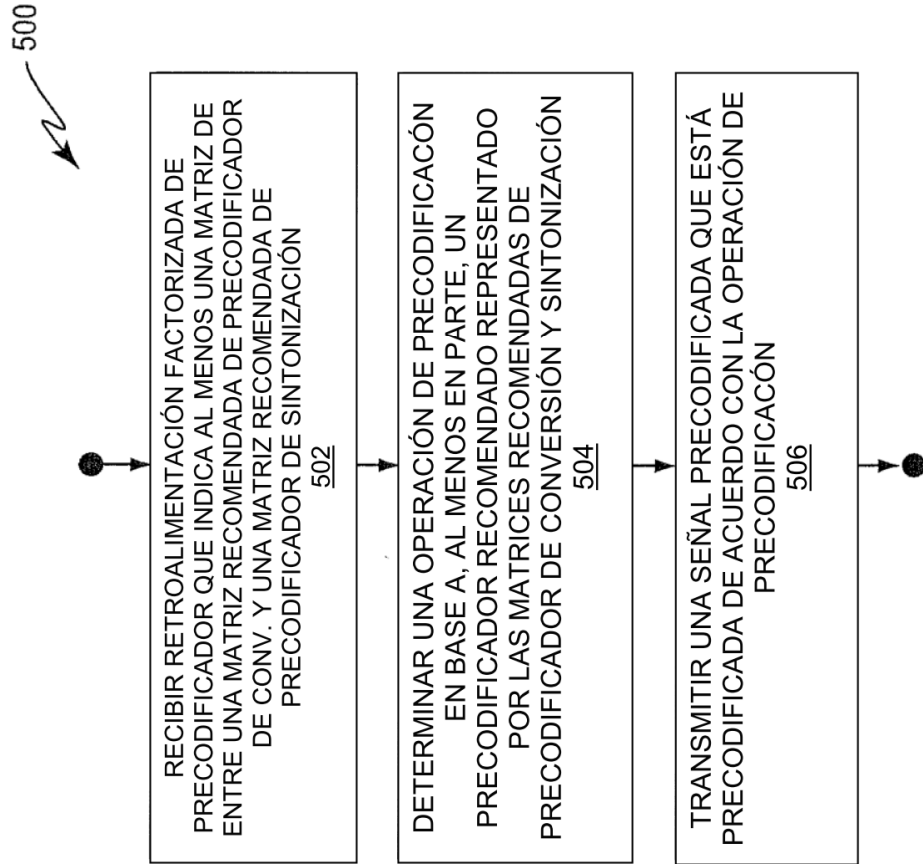 500
RECIBIR RETROALIMENTACIÓN FACTORIZADA DE
PRECODIFICADOR QUE INDICA AL MENOS UNA MATRIZ DE
ENTRE UNA MATRIZ RECOMENDADA DE PRECODIFICADOR
DE CONV. Y UNA MATRIZ RECOMENDADA DE
PRECODIFICADOR DE SINTONIZACIÓN
502
DETERMINAR UNA OPERACIÓN DE PRECODIFICACÓN
EN BASE A, AL MENOS EN PARTE, UN
PRECODIFICADOR RECOMENDADO REPRESENTADO
POR LAS MATRICES RECOMENDADAS DE
PRECODIFICADOR DE CONVERSIÓN Y SINTONIZACIÓN
504
TRANSMITIR UNA SEÑAL PRECODIFICADA QUE ESTÁ
PRECODIFICADA DE ACUERDO CON LA OPERACIÓN DE
PRECODIFICACÓN
506